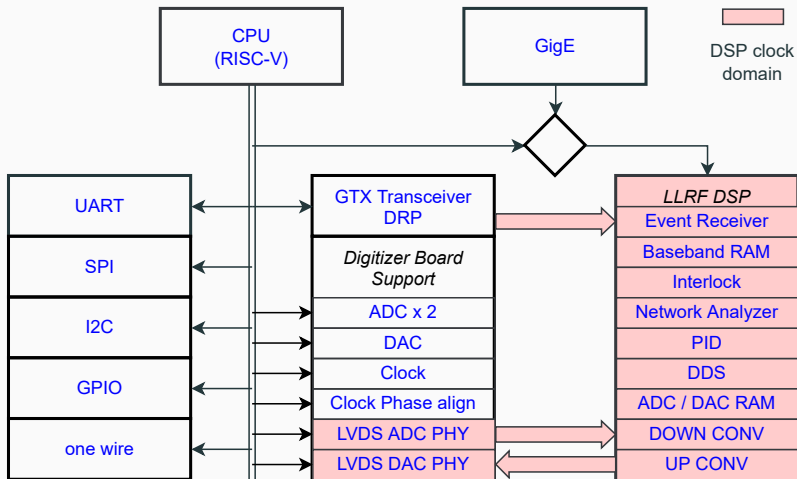 CPU
(RISC-V)
GigE
DSP clock
domain
UART
SPI
I2C
GPIO
one wire
GTX Transceiver
DRP
Digitizer Board
Support
ADC x 2
DAC
Clock
Clock Phase align
LVDS ADC PHY
LVDS DAC PHY
LLRF DSP
Event Receiver
Baseband RAM
Interlock
Network Analyzer
PID
DDS
ADC / DAC RAM
DOWN CONV
UP CONV